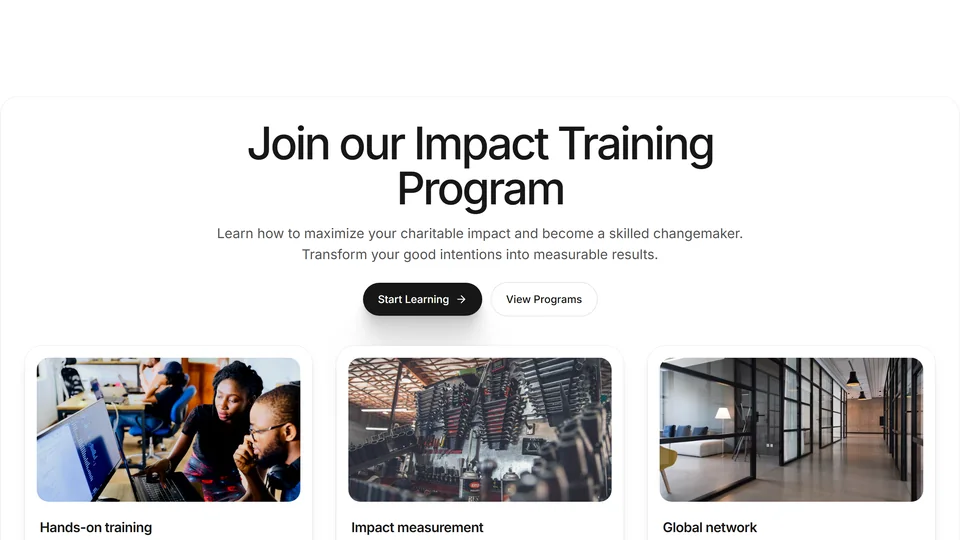 Join our Impact Training
Program
Learn how to maximize your charitable impact and become a skilled changemaker.
Transform your good intentions into measurable results.
Start Learning
View Programs
Hands-on training
Impact measurement
Global network